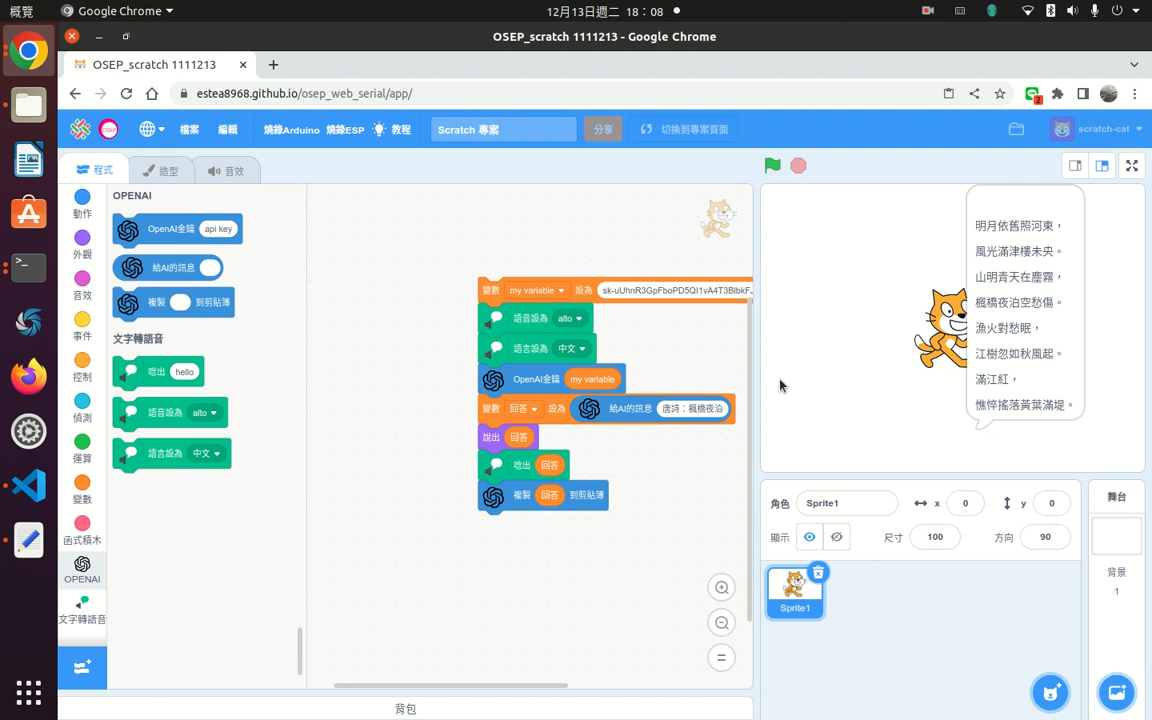 概覽
Google Chrome
12月13日週二 18：08
OSEP_scratch 1111213 - Google Chrome
OSEP_scratch 1111213
estea8968.github.io/osep_web_serial/app/
2
OSEP
檔案
編輯
燒錄Arduino
燒錄ESP
教程
Scratch 專案
分享
切換到專案頁面
scratch-cat
程式
造型
音效
動作
外觀
音效
事件
控制
偵測
運算
變數
函式積木
OPENAI
文字轉語音
OPENAI
OpenAI金鑰 api key
給AI的訊息
複製 到剪貼簿
文字轉語音
唸出 hello
語音設為 alto
語言設為 中文
變數 my variable 設為
語音設為 alto
語言設為 中文
OpenAI金鑰 my variable
變數 回答 設為 給AI的訊息 唐詩：楓橋夜泊
說出 回答
唸出 回答
複製 回答 到剪貼簿
背包
明月依舊照河東，
風光滿津樓未央。
山明青天在塵霧，
楓橋夜泊空愁傷。
漁火對愁眠，
江樹忽如秋風起。
滿江紅，
憔悴搖落黃葉滿堤。
角色 Sprite1 x 0 y 0
顯示 尺寸 100 方向 90
Sprite1
舞台
背景
1